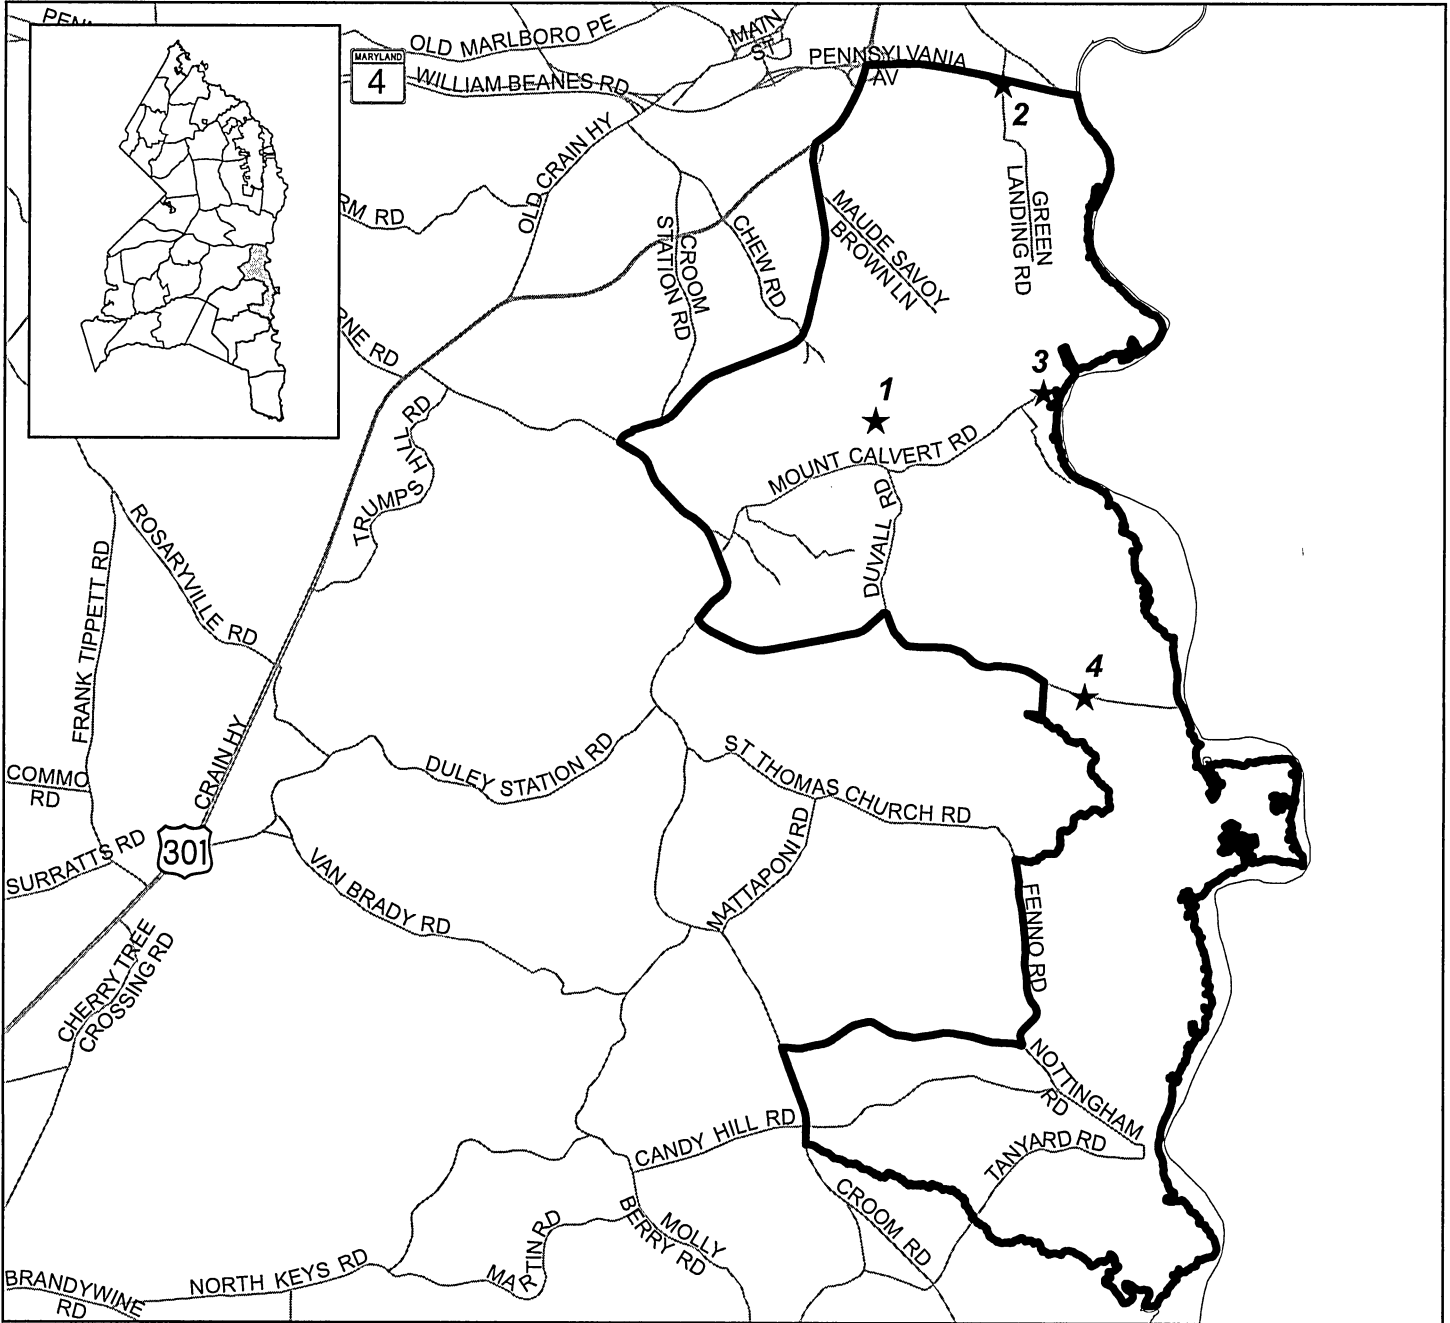 OLD MARLBORO PE
MAIN
ST
PENNSYLVANIA
AV
MARYLAND
4
WILLIAM BEANES RD
2
OLD CRAIN HY
RM RD
CROOM
STATION RD
CHEW RD
MAUDE SAVOY
BROWN LN
GREEN
LANDING RD
RNE RD
3
1
TRUMPS HILL RD
MOUNT CALVERT RD
DUVALL RD
ROSARYVILLE RD
FRANK TIPPETT RD
4
CRAIN HY
DULEY STATION RD
ST THOMAS CHURCH RD
COMMO
RD
301
SURRATTS RD
MATTAPONI RD
VAN BRADY RD
FENNO RD
CHERRY TREE
CROSSING RD
NOTTINGHAM
RD
CANDY HILL RD
TANYARD RD
CROOM RD
MOLLY
BERRY RD
MARTIN RD
NORTH KEYS RD
BRANDYWINE
RD